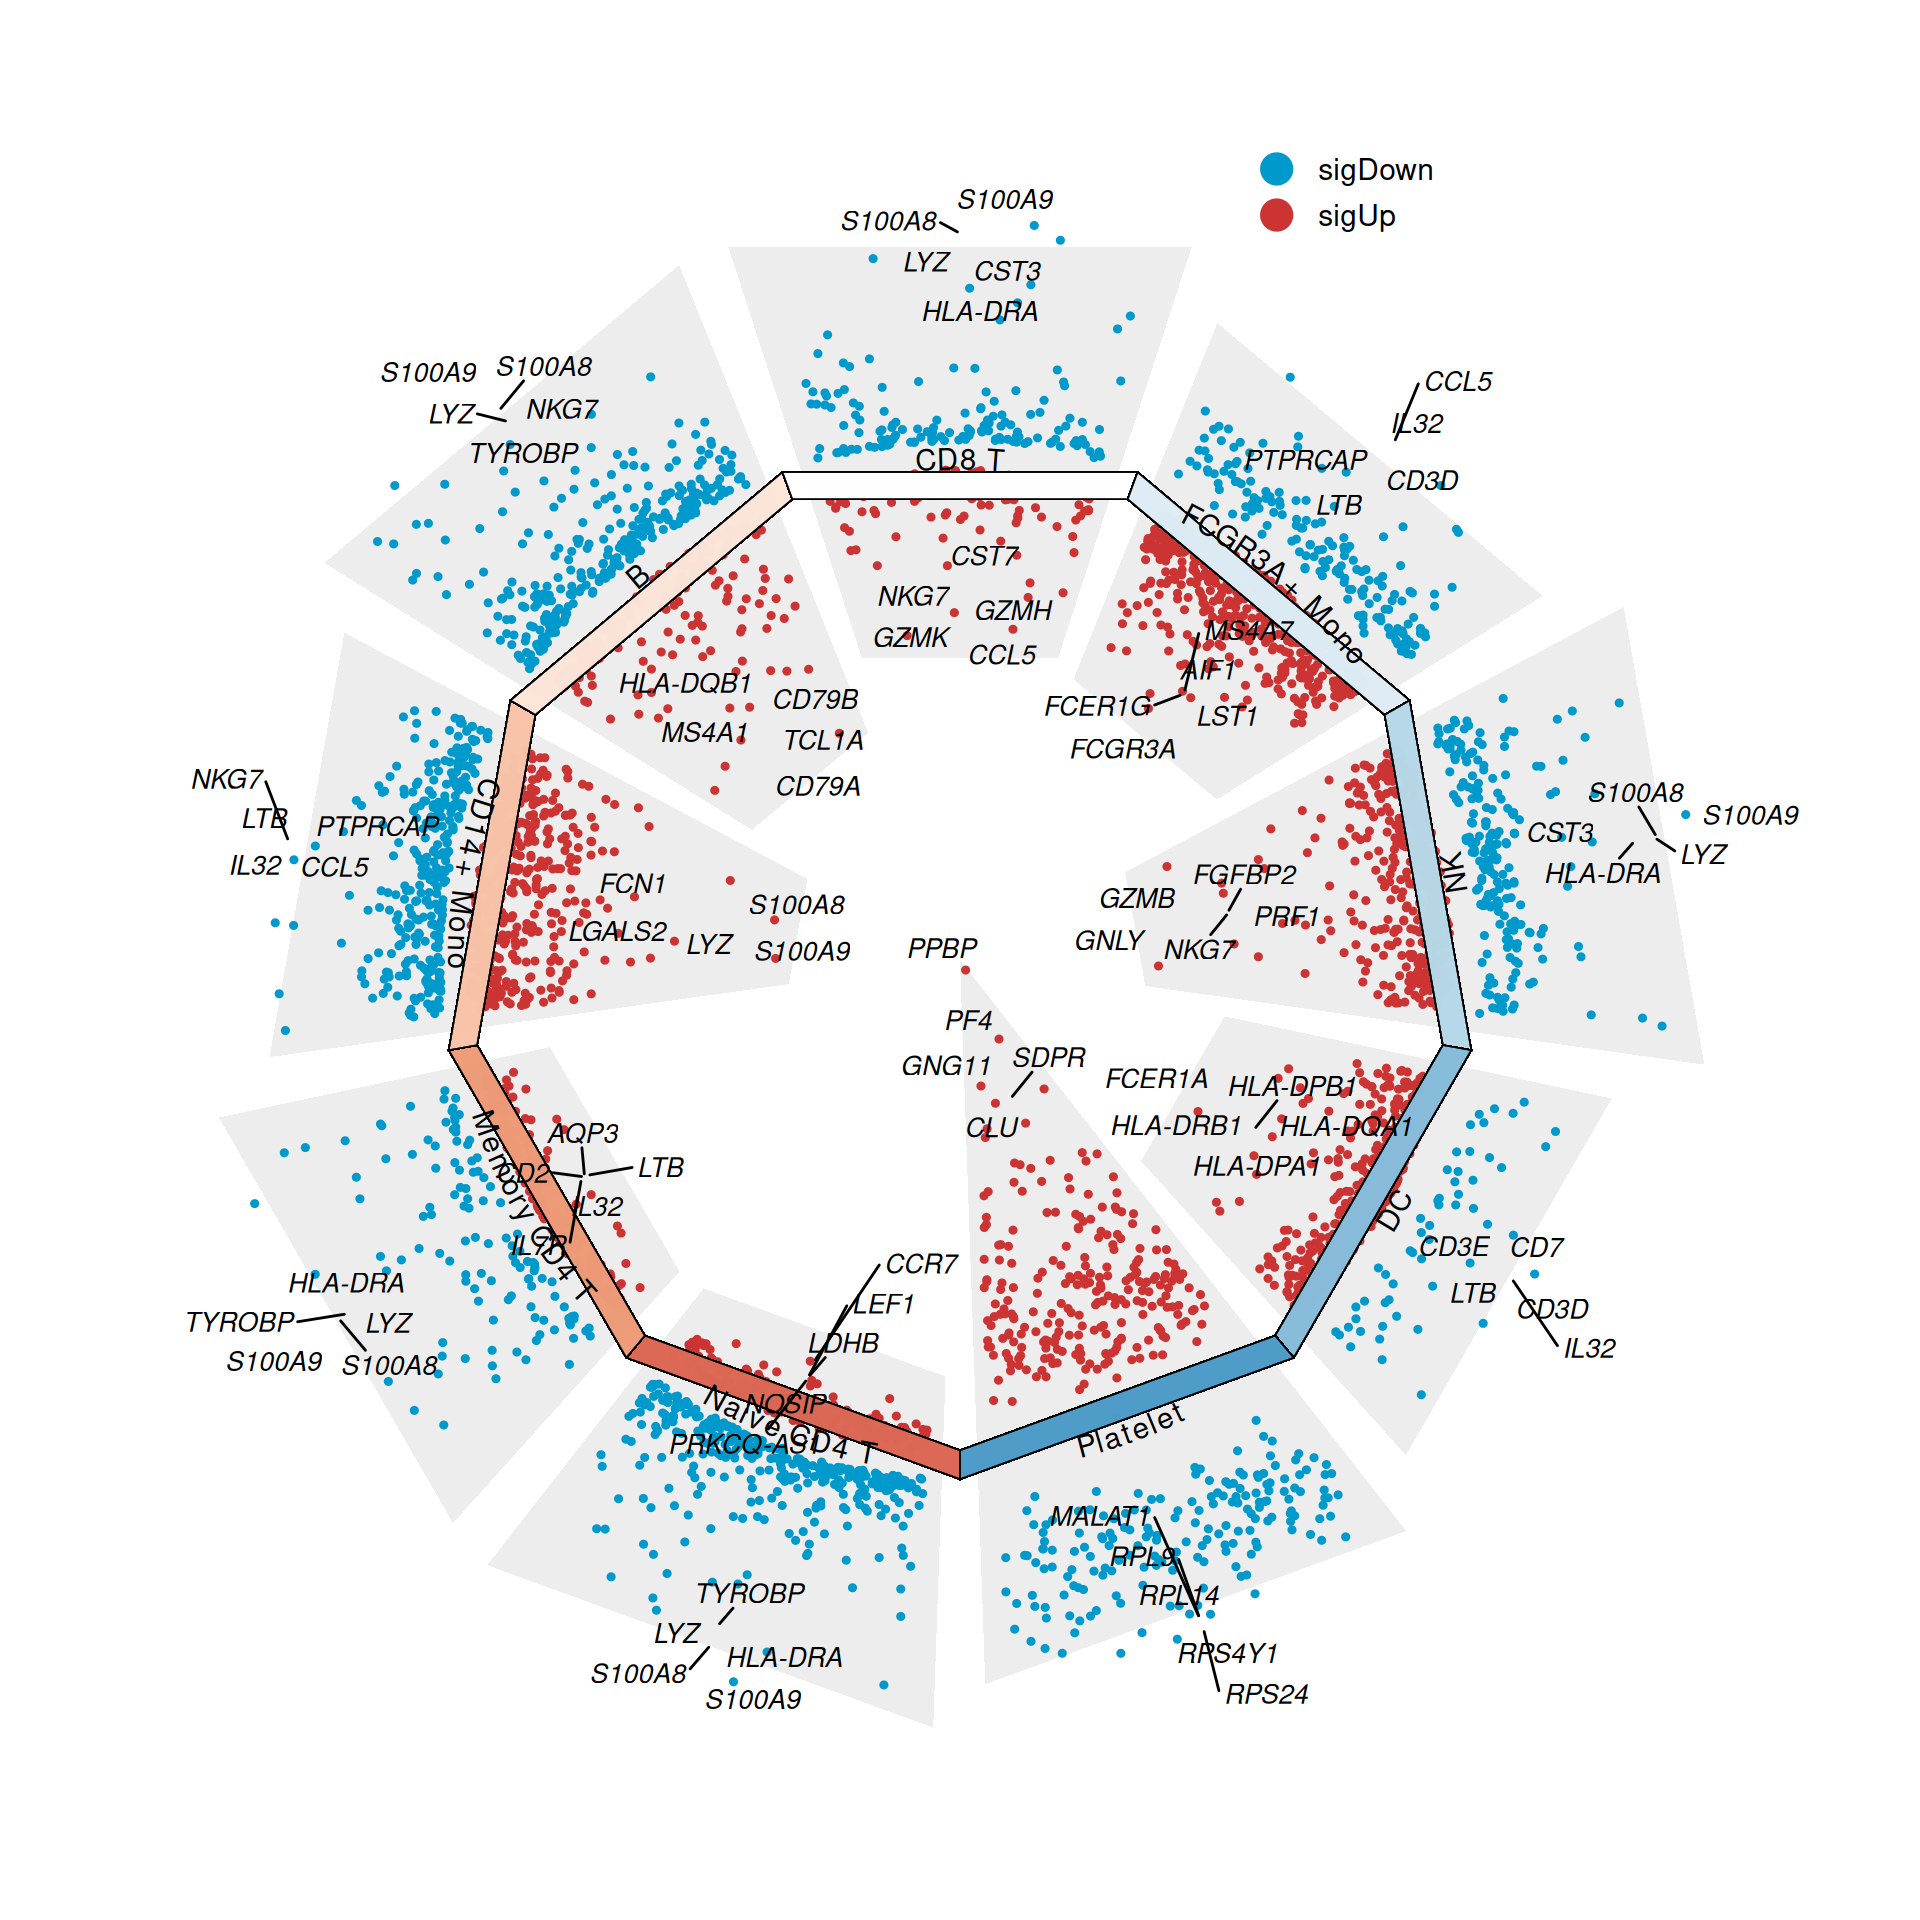 sigDown
sigUp
S100A9
S100A8
LYZ
CST3
HLA-DRA
CD8 T
CST7
NKG7
GZMH
GZMK
CCL5
CCL5
IL32
PTPRCAP
CD3D
LTB
FCGR3A+ Mono
MS4A7
AIF1
FCER1G
LST1
FCGR3A
S100A8
S100A9
CST3
LYZ
HLA-DRA
NK
FGFBP2
GZMB
PRF1
GNLY
NKG7
FCER1A
HLA-DPB1
HLA-DRB1
HLA-DQA1
HLA-DPA1
DC
CD3E
CD7
LTB
CD3D
IL32
PPBP
PF4
GNG11
SDPR
CLU
Platelet
MALAT1
RPL9
RPL14
RPS4Y1
RPS24
CCR7
LEF1
LDHB
NOSIP
PRKCQ-AS1
Naive CD4 T
TYROBP
LYZ
HLA-DRA
S100A8
S100A9
AQP3
CD2
LTB
IL32
IL7R
Memory CD4 T
HLA-DRA
TYROBP
LYZ
S100A9
S100A8
NKG7
LTB
PTPRCAP
IL32
CCL5
CD14+ Mono
FCN1
S100A8
LGALS2
LYZ
S100A9
S100A9
S100A8
LYZ
NKG7
TYROBP
B
HLA-DQB1
CD79B
MS4A1
TCL1A
CD79A